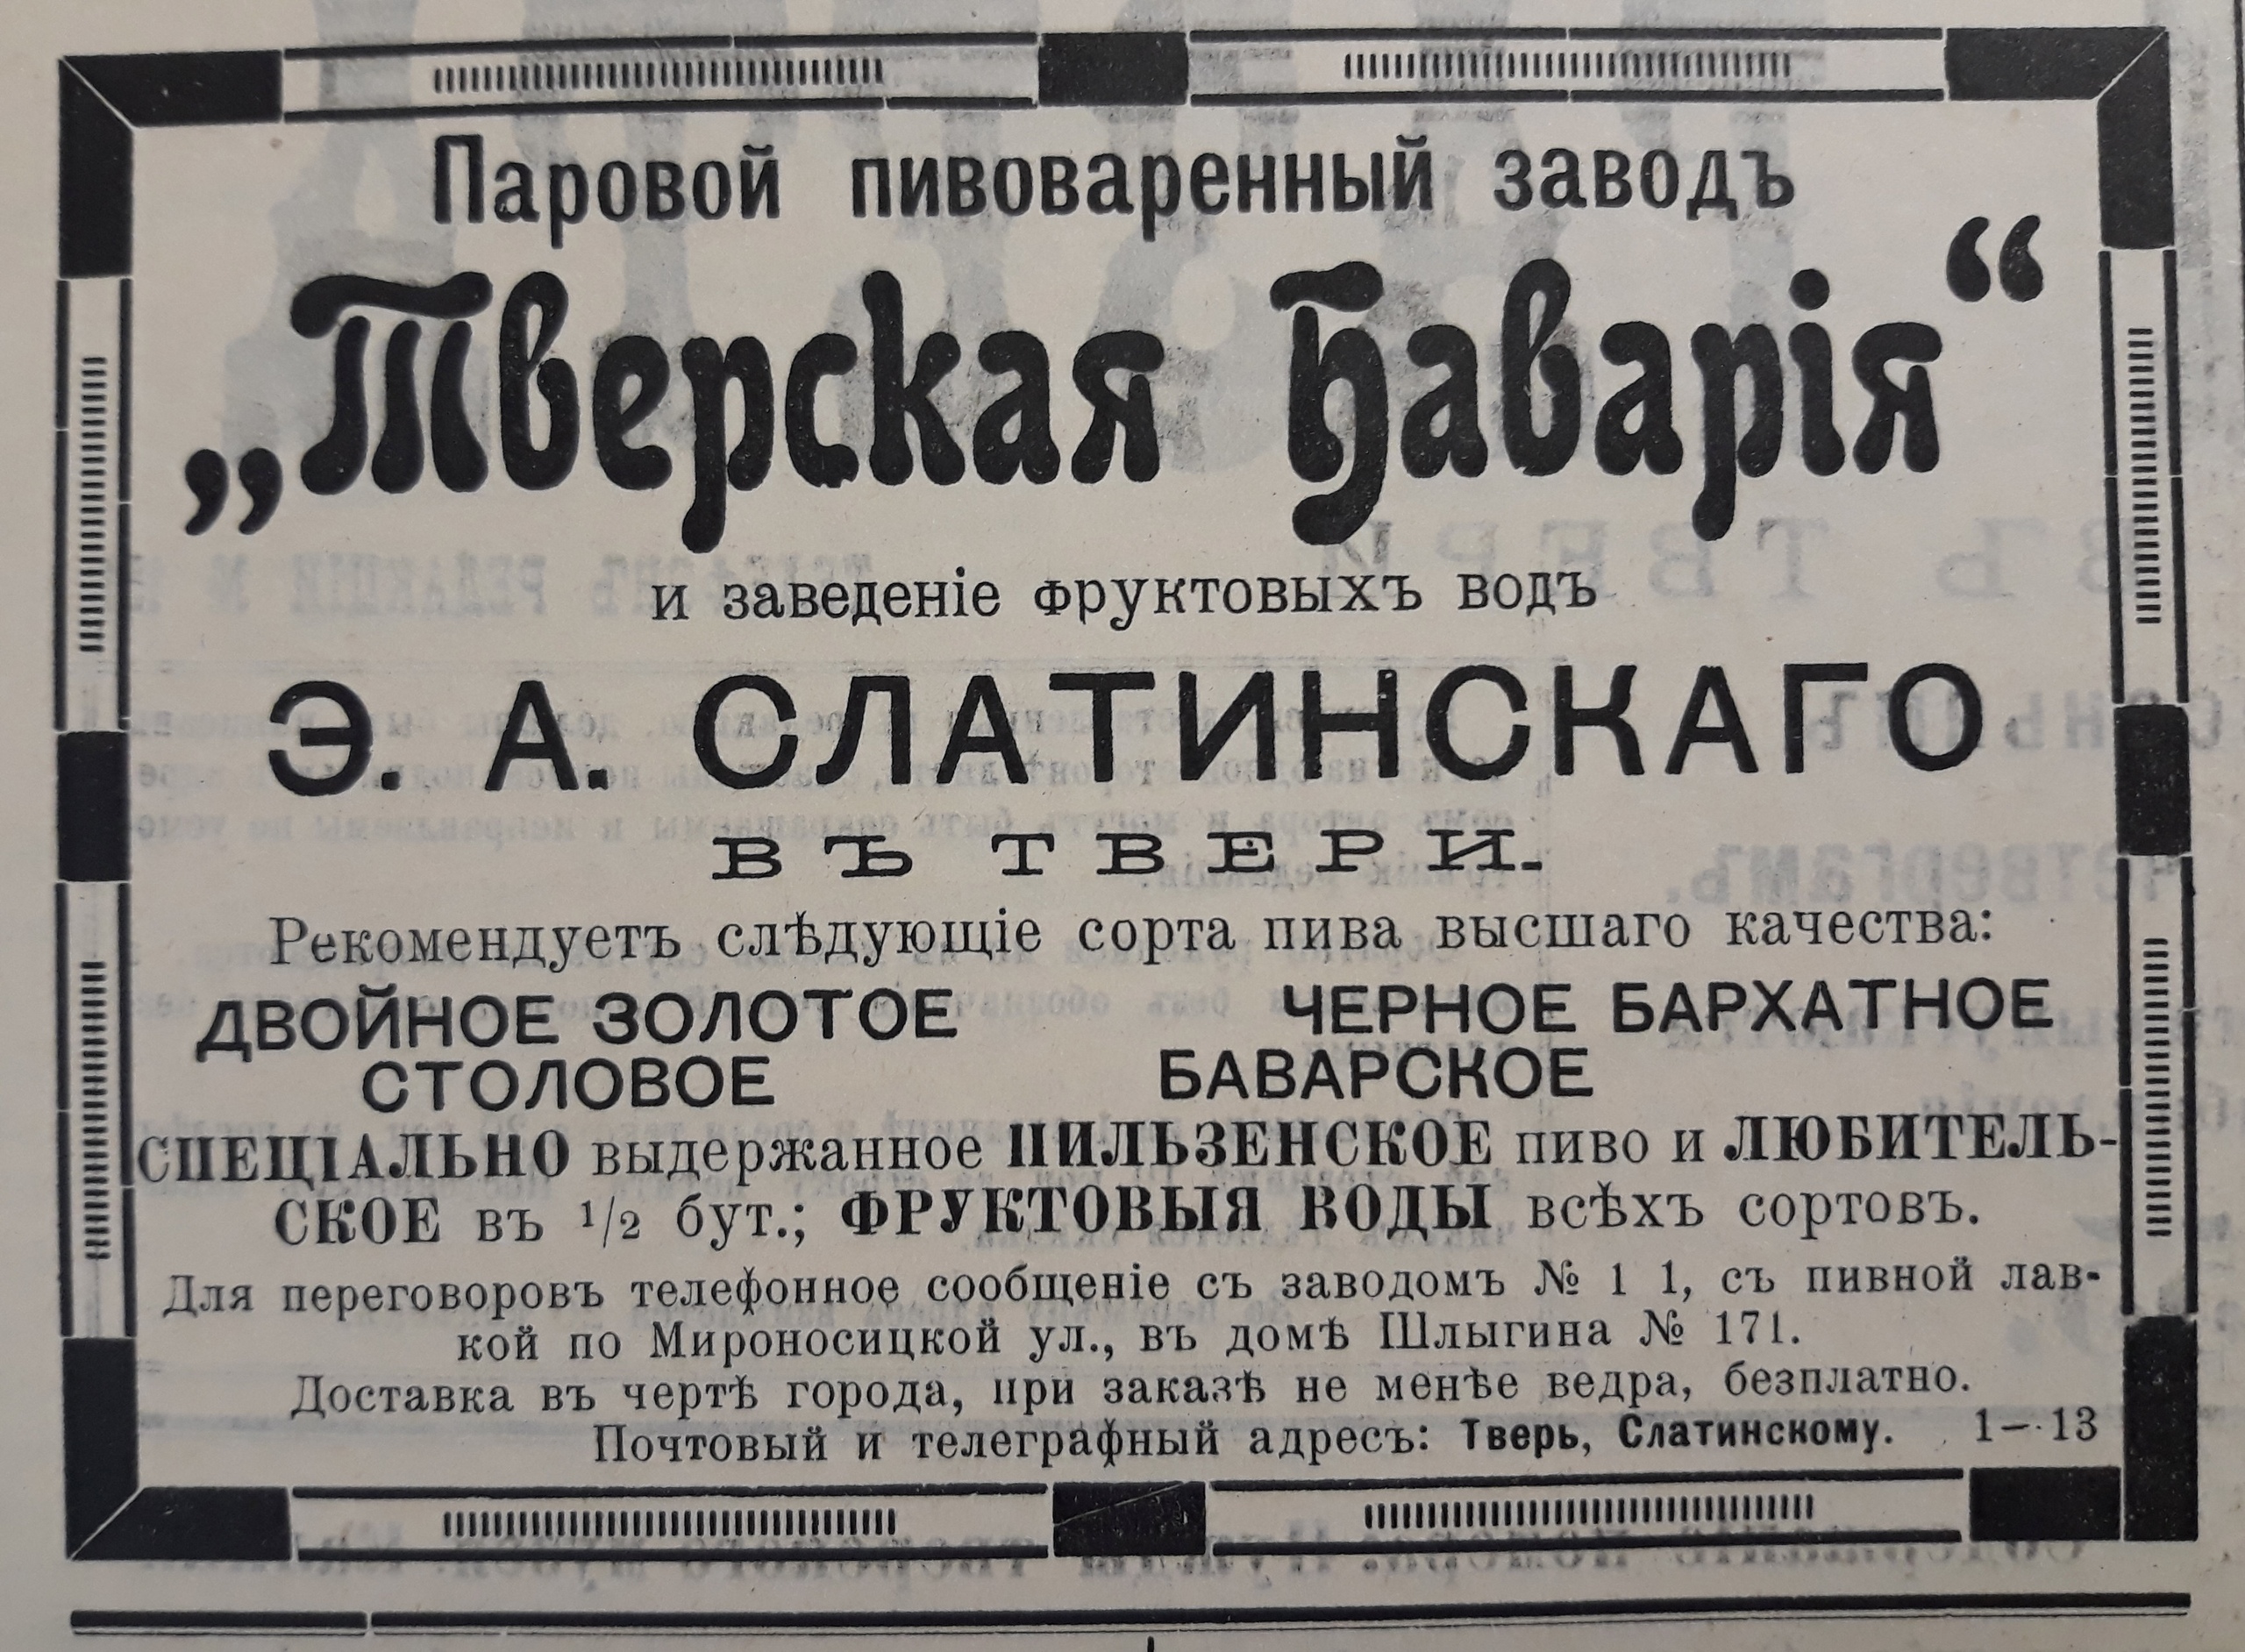 Паровой пивоваренный заводъ
„Тверская Баварія“
и заведеніе фруктовыхъ водъ
Э. А. СЛАТИНСКАГО
ВЪ ТВЕРИ.
Рекомендуетъ слѣдующіе сорта пива высшаго качества:
ДВОЙНОЕ ЗОЛОТОЕ ЧЕРНОЕ БАРХАТНОЕ
СТОЛОВОЕ БАВАРСКОЕ
СПЕЦІАЛЬНО выдержанное ПИЛЬЗЕНСКОЕ пиво и ЛЮБИТЕЛЬ-
СКОЕ въ 1/2 бут.; ФРУКТОВЫЯ ВОДЫ всѣхъ сортовъ.
Для переговоровъ телефонное сообщеніе съ заводомъ № 1 1, съ пивной лав-
кой по Мироносицкой ул., въ домѣ Шлыгина № 171.
Доставка въ чертѣ города, при заказѣ не менѣе ведра, безплатно.
Почтовый и телеграфный адресъ: Тверь, Слатинскому. 1—13